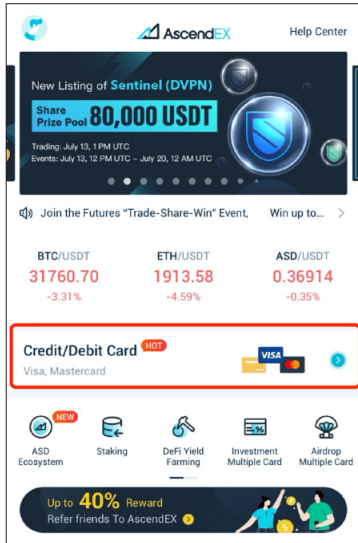 AscendEX
Help Center
New Listing of Sentinel (DVPN)
Share
Prize Pool 80,000 USDT
Trading: July 13, 1 PM UTC
Events: July 13, 12 PM UTC – July 20, 12 AM UTC
Join the Futures "Trade-Share-Win" Event, Win up to...
BTC/USDT ETH/USDT ASD/USDT
31760.70 1913.58 0.36914
-3.31% -4.59% -0.35%
Credit/Debit Card HOT
VISA
Visa, Mastercard
NEW
ASD Staking DeFi Yield Investment Airdrop
Ecosystem Farming Multiple Card Multiple Card
Up to 40% Reward
Refer friends To AscendEX